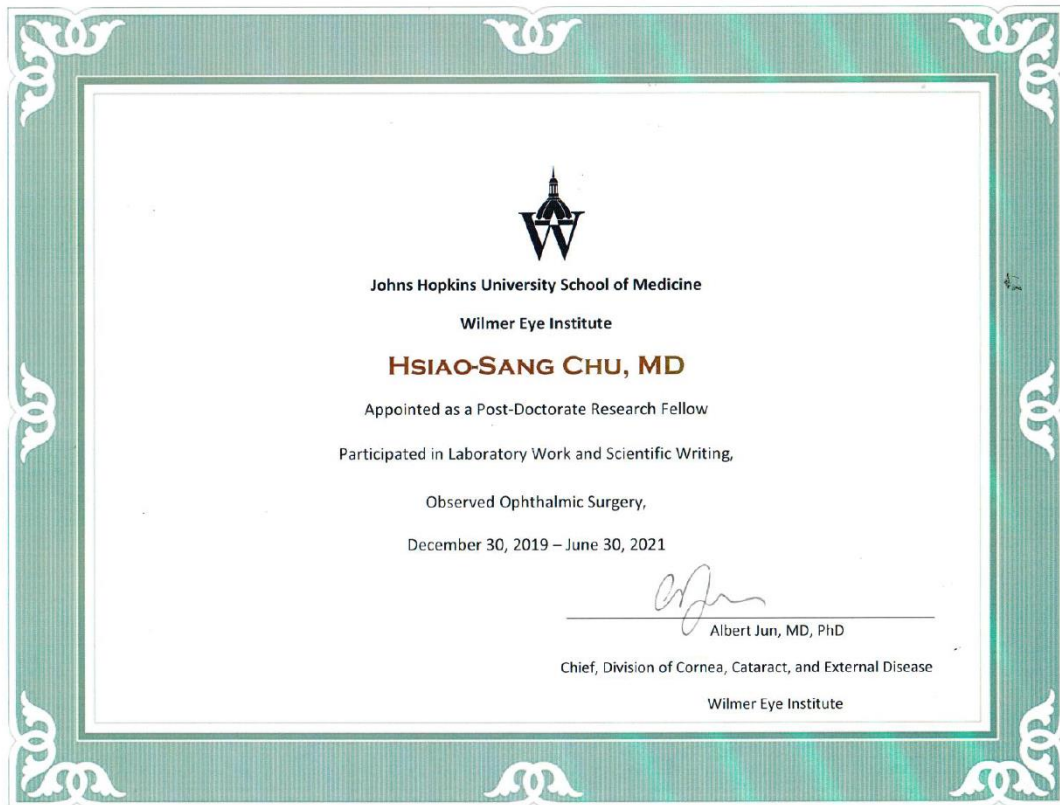 Johns Hopkins University School of Medicine
Wilmer Eye Institute
HSIAO-SANG CHU, MD
Appointed as a Post-Doctorate Research Fellow
Participated in Laboratory Work and Scientific Writing,
Observed Ophthalmic Surgery,
December 30, 2019 – June 30, 2021
Albert Jun, MD, PhD
Chief, Division of Cornea, Cataract, and External Disease
Wilmer Eye Institute